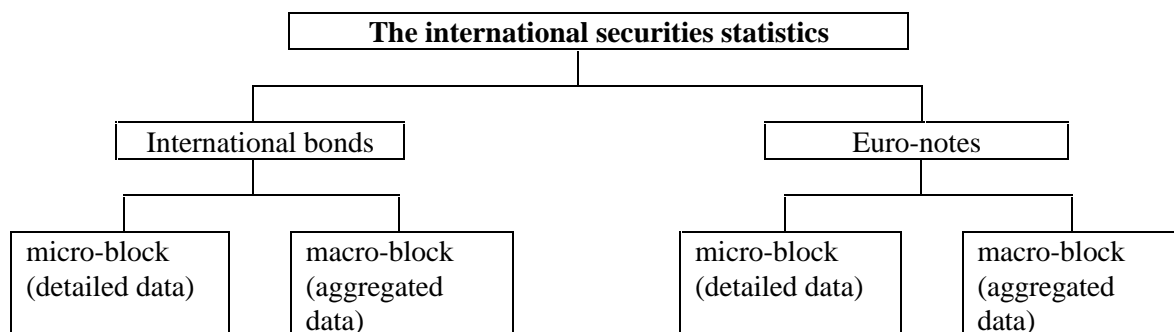 The international securities statistics
International bonds
Euro-notes
micro-block
(detailed data)
macro-block
(aggregated
data)
micro-block
(detailed data)
macro-block
(aggregated
data)